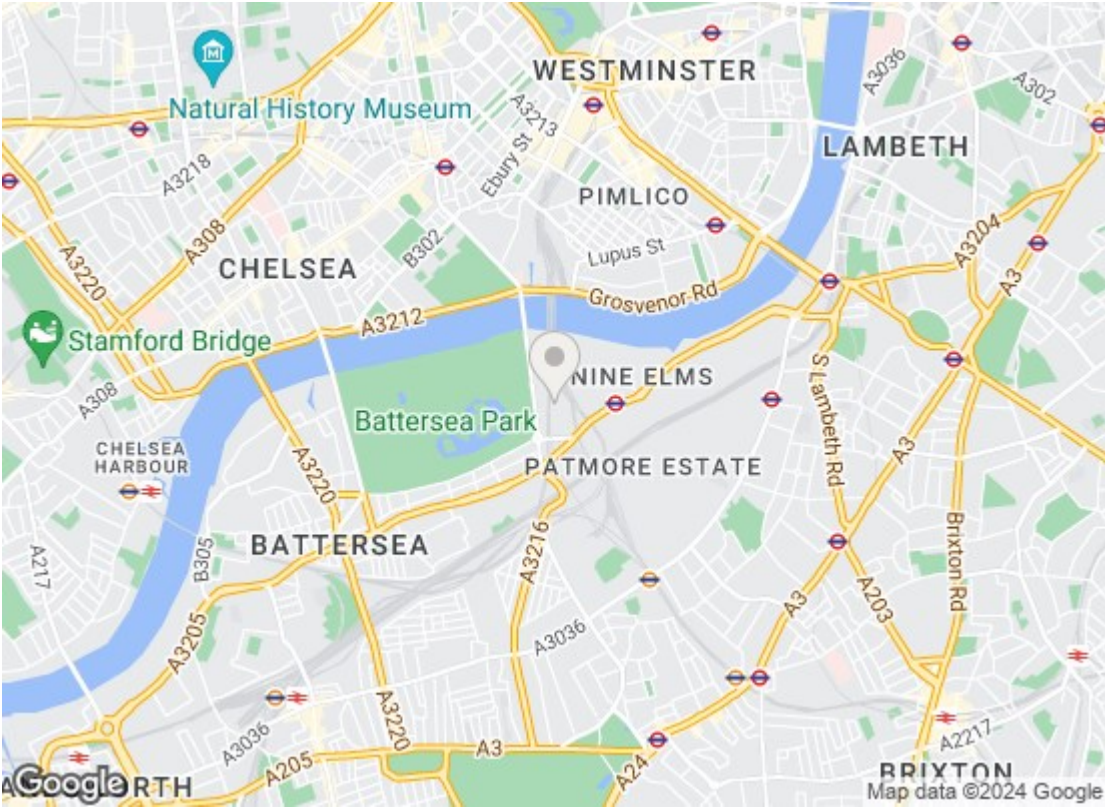 WESTMINSTER
A3036
A302
Natural History Museum
A3213
LAMBETH
Ebury St
A3218
PIMLICO
A308
B302
Lupus St
A3204
A3220
CHELSEA
A3
Grosvenor Rd
A3212
Stamford Bridge
A308
NINE ELMS
S Lambeth Rd
Battersea Park
CHELSEA
HARBOUR
A3
PATMORE ESTATE
A3220
BATTERSEA
A3216
Brixton Rd
A217
B305
A203
A3
A3205
A3036
A3220
A3036
A3
A205
A24
A2217
BRIXTON
Google
Map data ©2024 Google